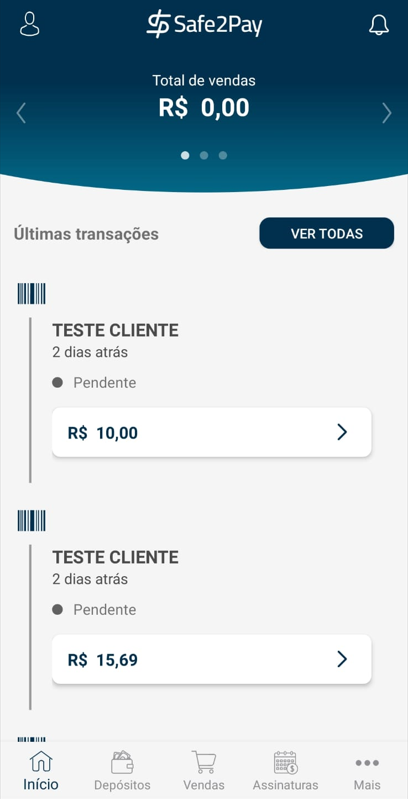 Safe2Pay
Total de vendas
R$ 0,00
Últimas transações
VER TODAS
TESTE CLIENTE
2 dias atrás
Pendente
R$ 10,00
TESTE CLIENTE
2 dias atrás
Pendente
R$ 15,69
Início
Depósitos
Vendas
Assinaturas
Mais